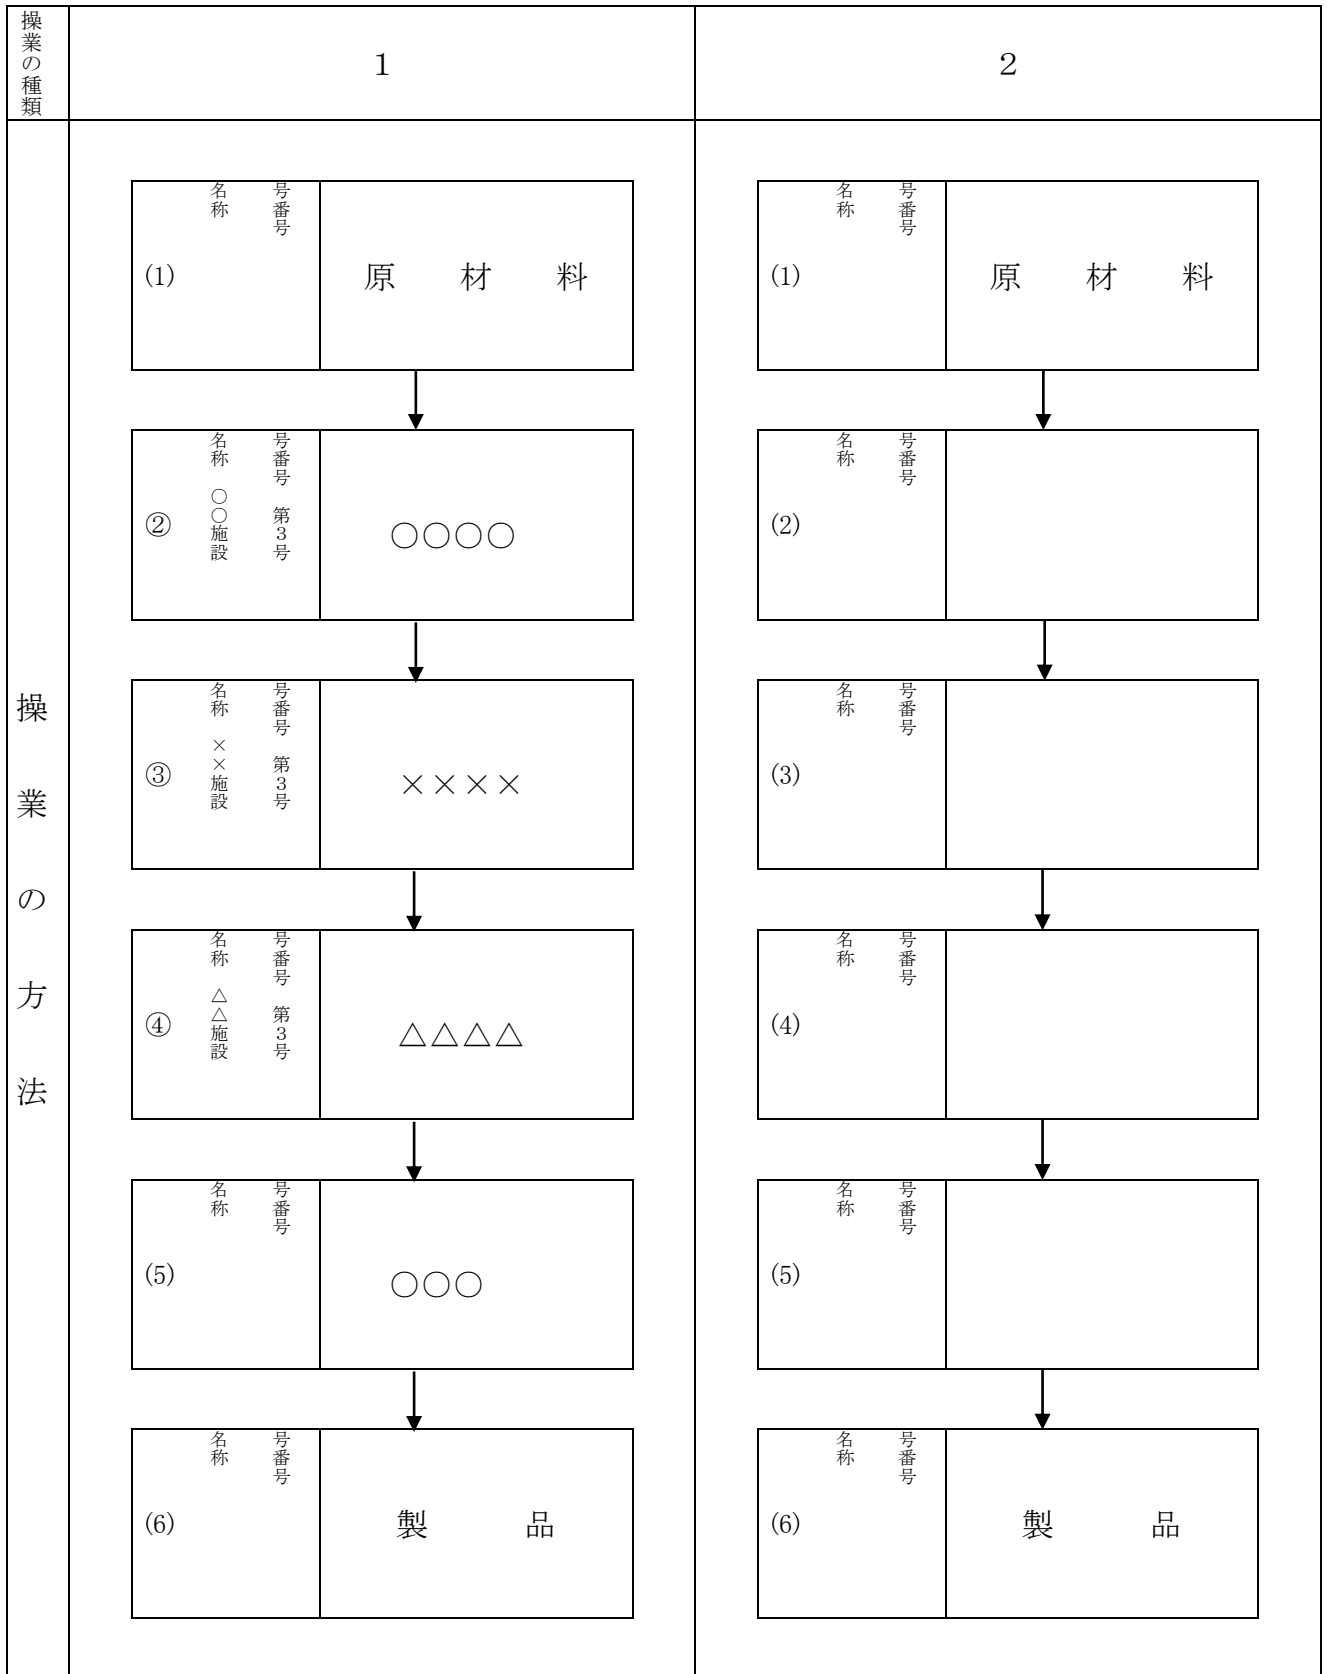 操業の種類
1
2
操業の方法
(1)
号番号
名称
原材料
②
号番号 第3号
名称 ○○施設
○○○○
③
号番号 第3号
名称 ××施設
××××
④
号番号 第3号
名称 △△施設
△△△△
(5)
号番号
名称
○○○
(6)
号番号
名称
製品
(1)
号番号
名称
原材料
(2)
号番号
名称
(3)
号番号
名称
(4)
号番号
名称
(5)
号番号
名称
(6)
号番号
名称
製品